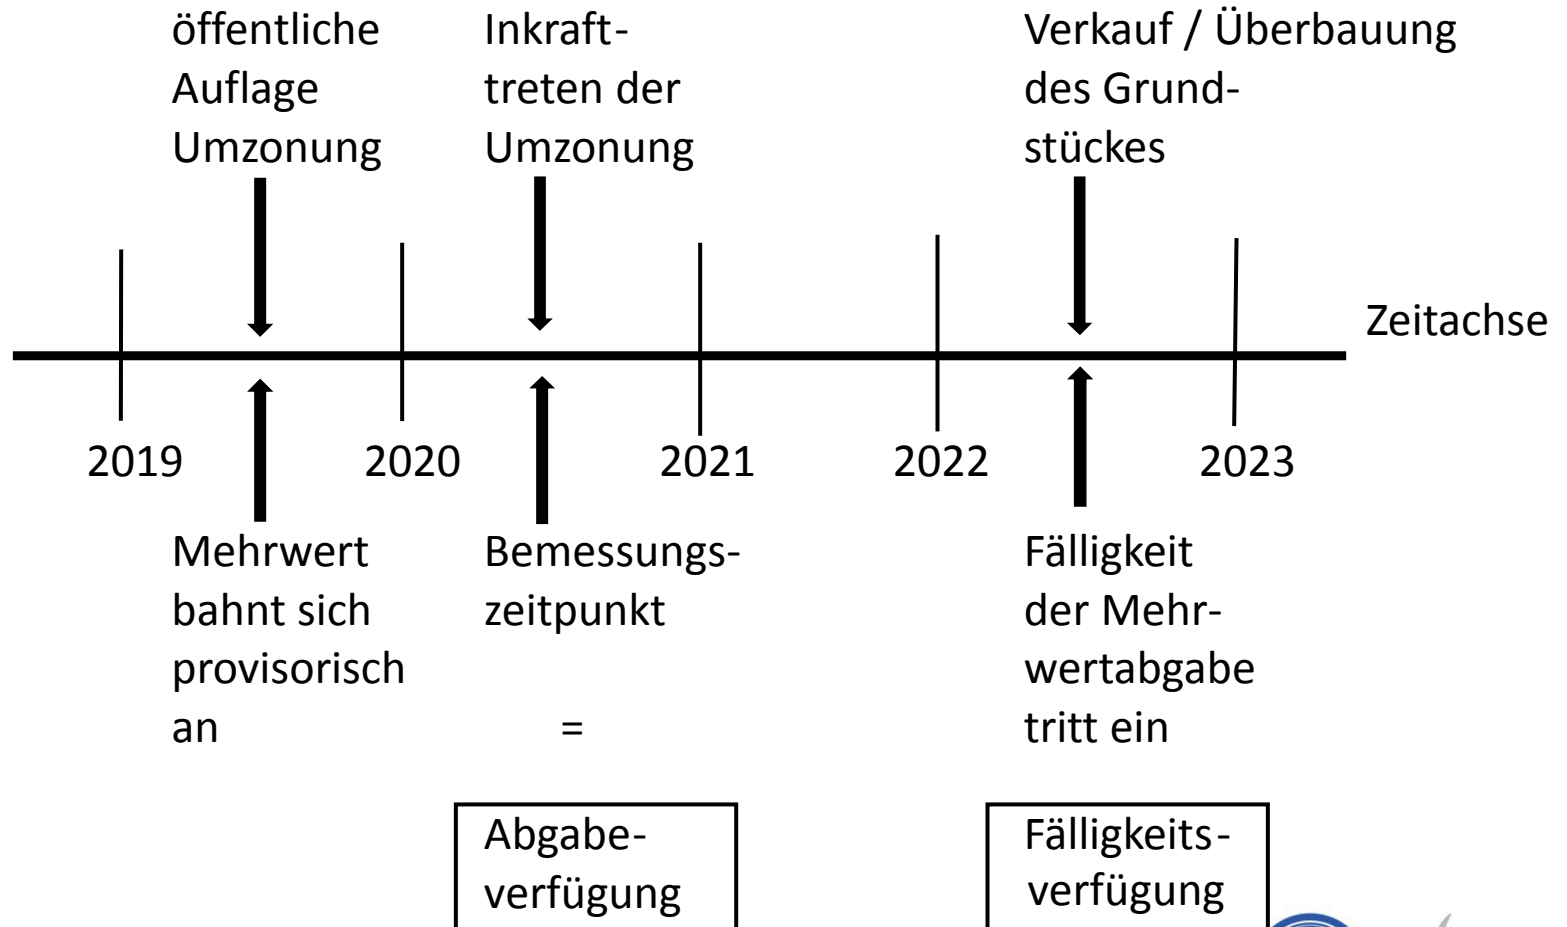 öffentliche
Auflage
Umzonung
Inkraft-
treten der
Umzonung
Verkauf / Überbauung
des Grund-
stückes
Zeitachse
2019
2020
2021
2022
2023
Mehrwert
bahnt sich
provisorisch
an
Bemessungs-
zeitpunkt
=
Fälligkeit
der Mehr-
wertabgabe
tritt ein
Abgabe-
verfügung
Fälligkeits-
verfügung